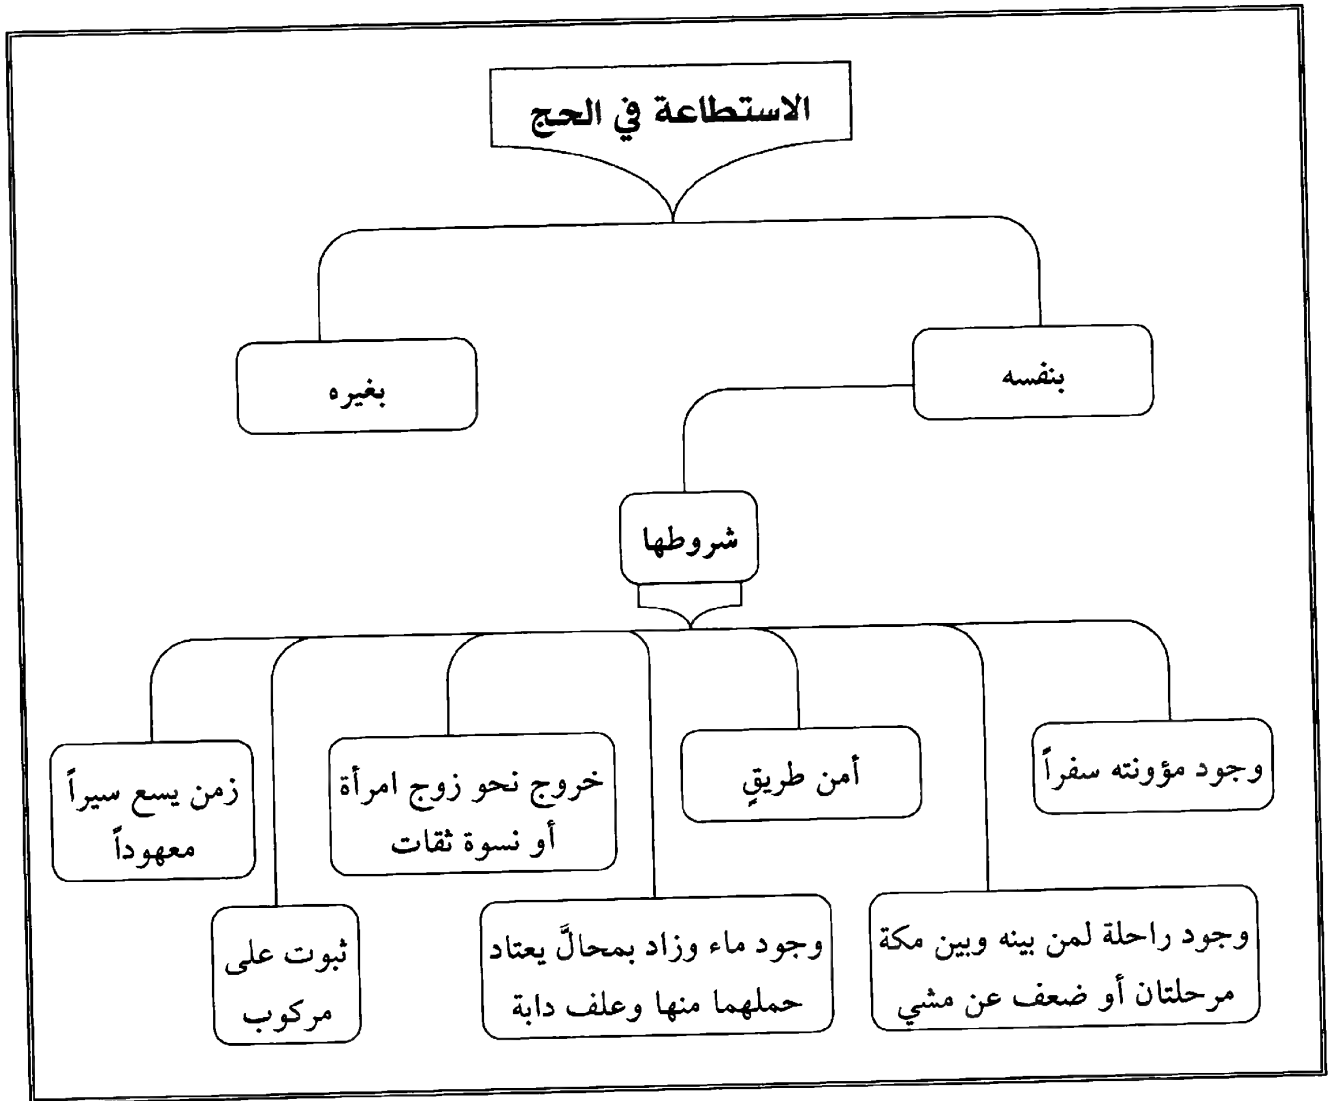 الاستطاعة في الحج
بنفسه
بغيره
شروطها
وجود مؤونته سفراً
وجود راحلة لمن بينه وبين مكة
مرحلتان أو ضعف عن مشي
أمن طريقٍ
وجود ماء وزاد بمحالَّ يعتاد
حملهما منها وعلف دابة
خروج نحو زوج امرأة
أو نسوة ثقات
ثبوت على
مركوب
زمن يسع سيراً
معهوداً